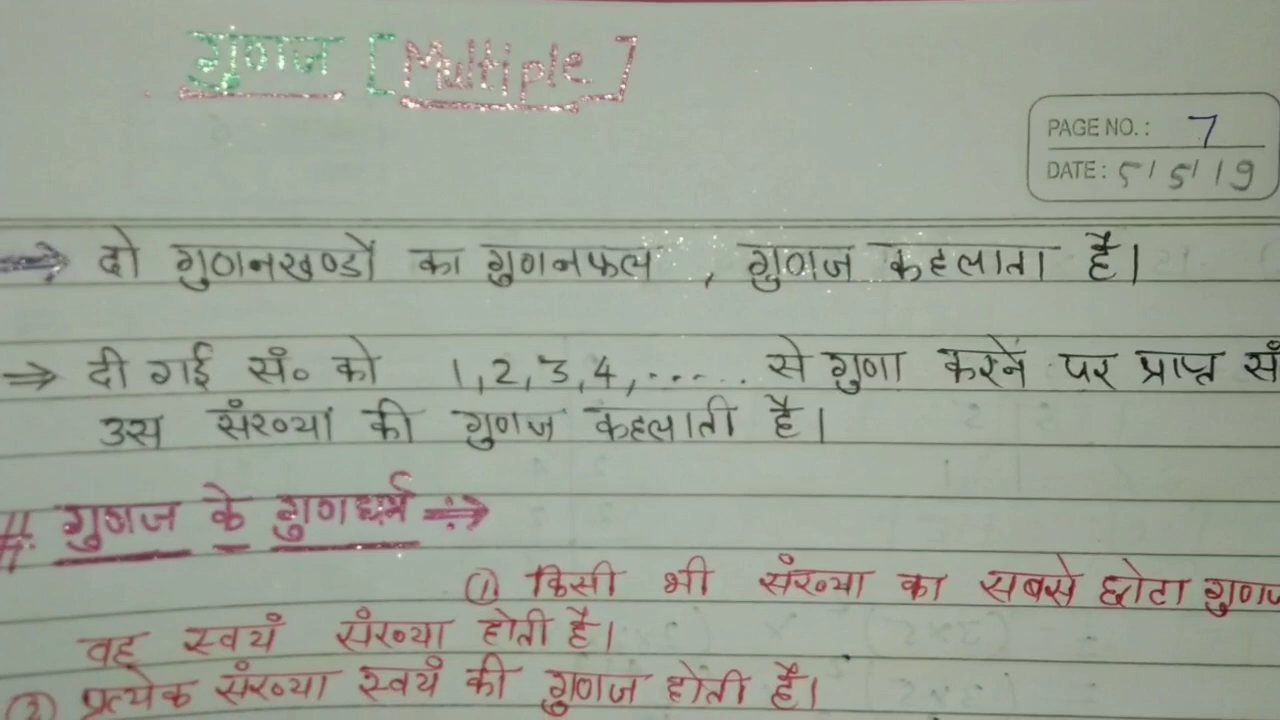 गुणज [Multiple]
PAGE NO.: 7
DATE: 5/5/19
⇒ दो गुणनखण्डों का गुणनफल , गुणज कहलाता है।
⇒ दी गई सं० को 1,2,3,4,..... से गुणा करनें पर प्राप्त सं
उस संख्या की गुणज कहलाती है।
# गुणज के गुणधर्म ÷⇒
① किसी भी संख्या का सबसे छोटा गुणज
वह स्वयं संख्या होती है।
② प्रत्येक संख्या स्वयं की गुणज होती है।